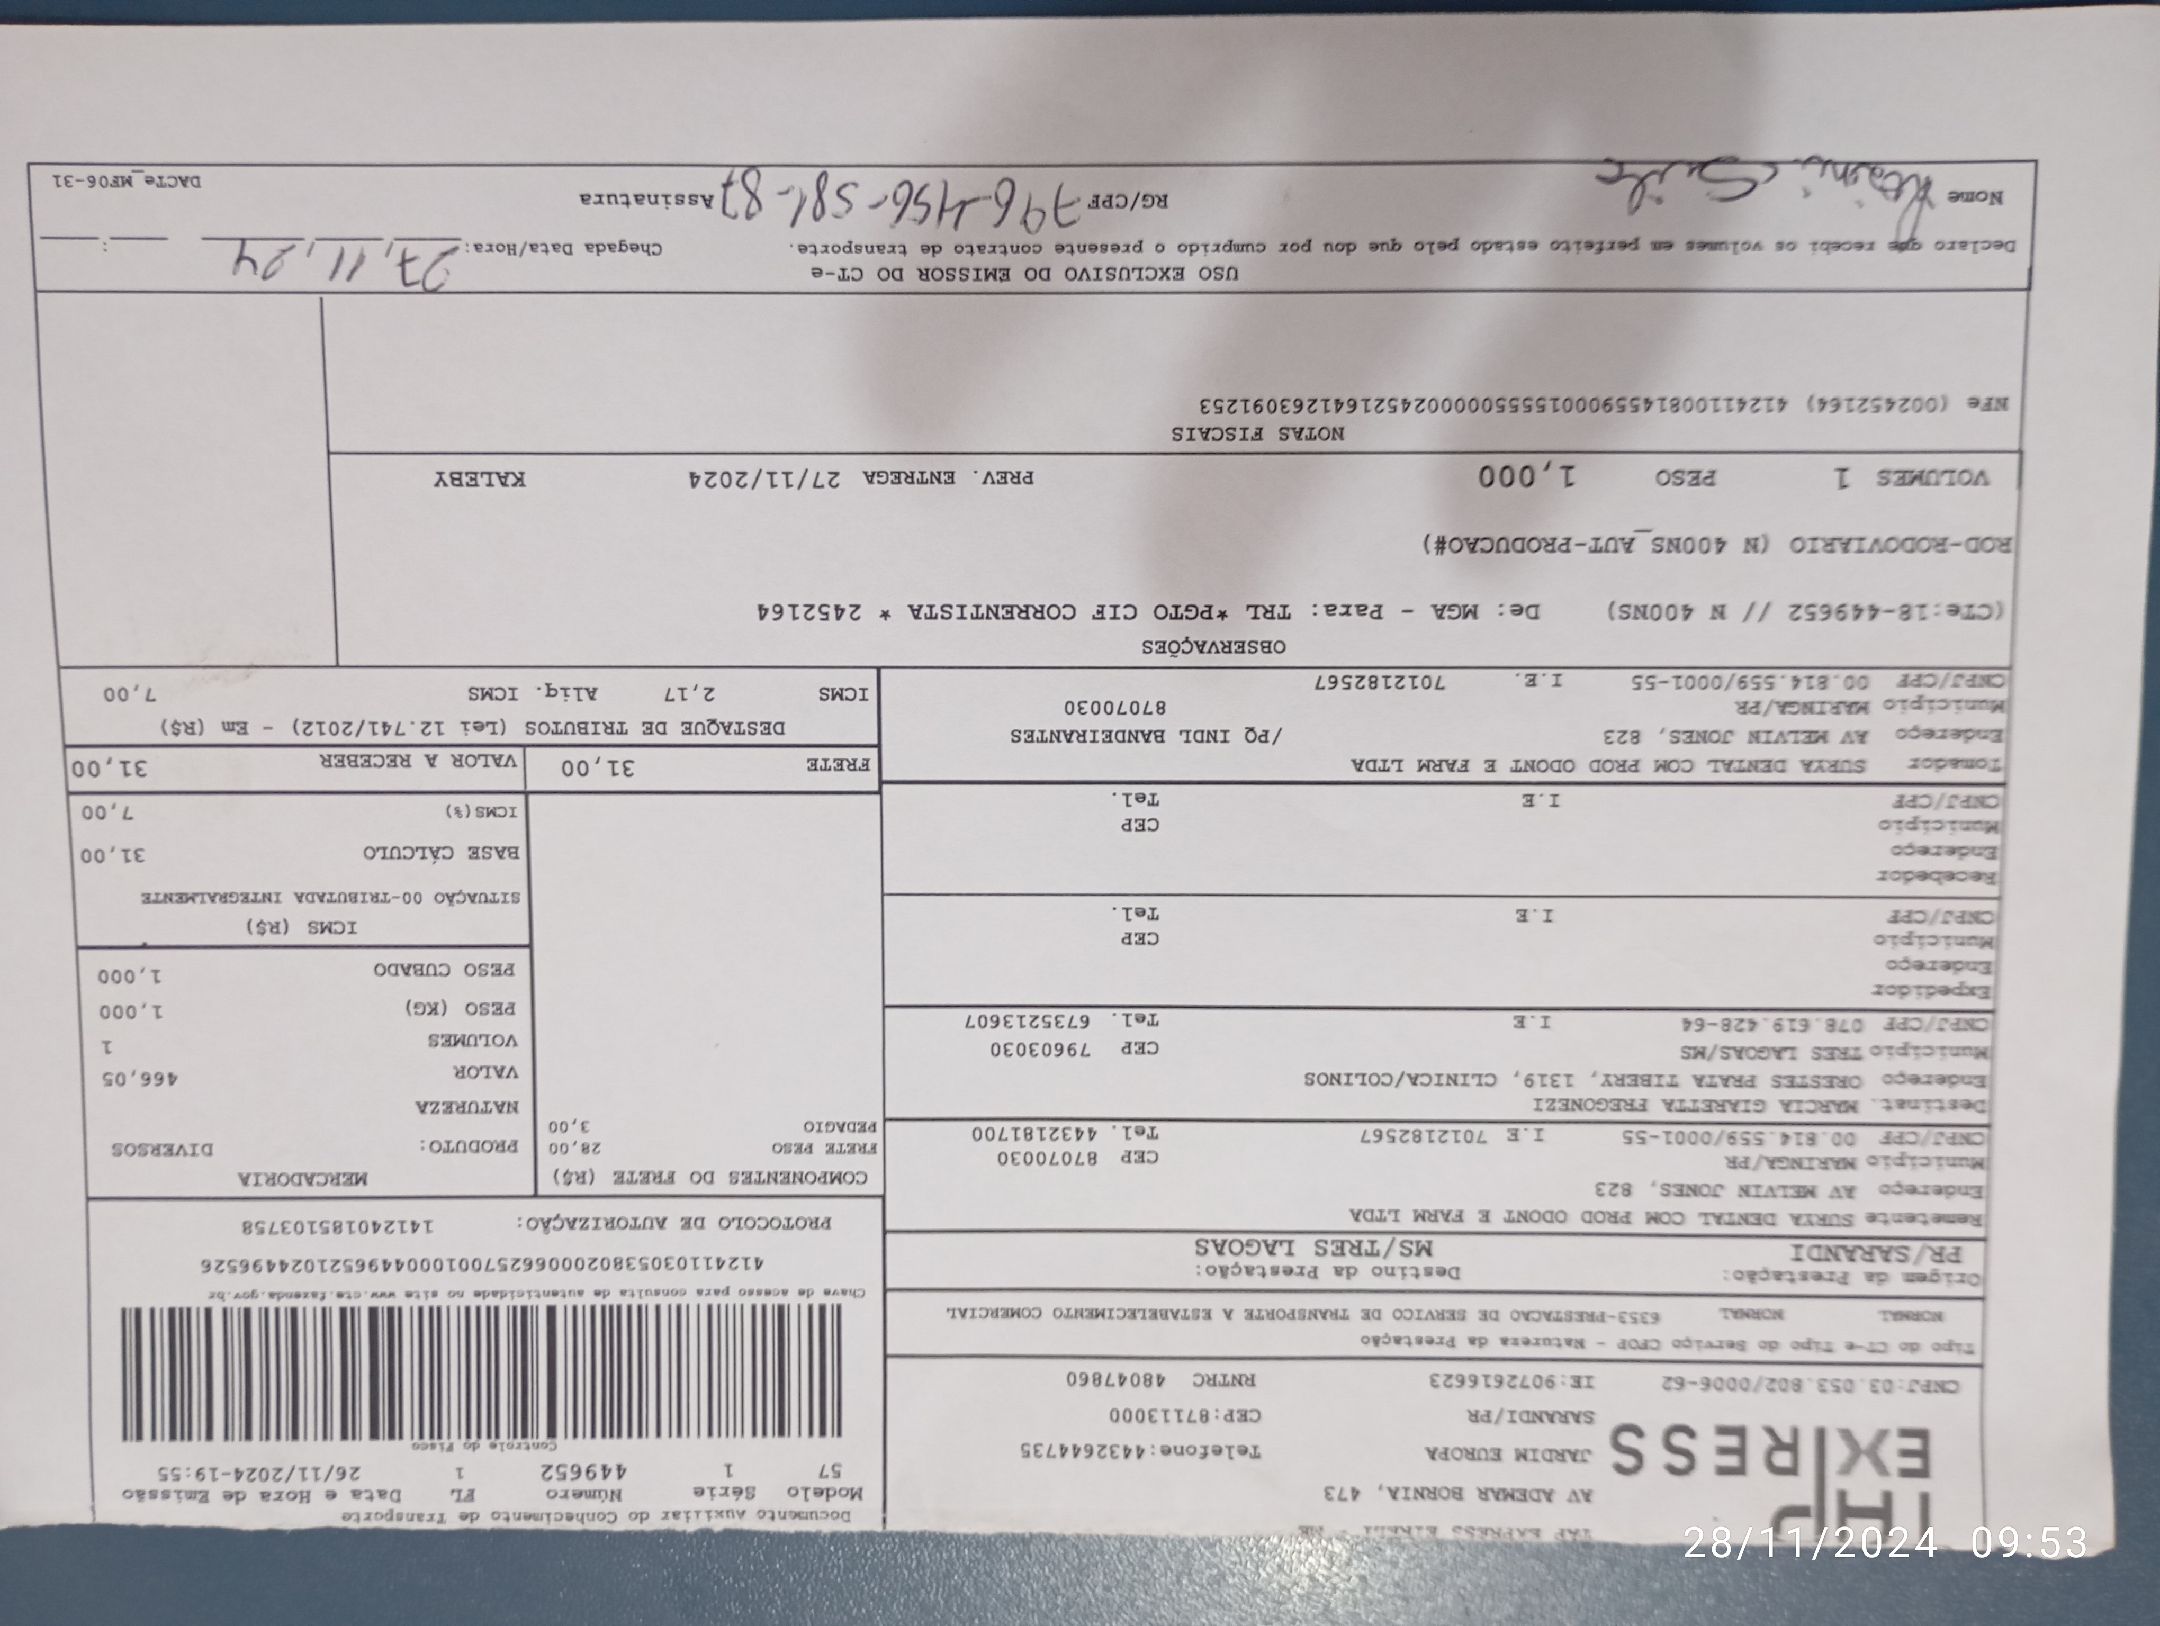 Documento Auxiliar do Conhecimento de Transporte
EXPRESS
AV ADEMAR BORNIA, 473
JARDIM EUROPA Telefone:4432644735
SARANDI/PR CEP:87113000
CNPJ:03.053.802/0006-62 IE:9072616623 RNTRC 48047860
Modelo Série Número FL Data e Hora de Emissão
57 1 449652 1 26/11/2024-19:55
Controle do Fisco
Chave de acesso para consulta de autenticidade no site www.cte.fazenda.gov.br
41241103053802000662570010004496521024496526
PROTOCOLO DE AUTORIZAÇÃO: 141240185103758
Tipo do CT-e Tipo do Serviço CFOP - Natureza da Prestação
NORMAL NORMAL 6353-PRESTACAO DE SERVICO DE TRANSPORTE A ESTABELECIMENTO COMERCIAL
Origem da Prestação: Destino da Prestação:
PR/SARANDI MS/TRES LAGOAS
Remetente SURYA DENTAL COM PROD ODONT E FARM LTDA
Endereço AV MELVIN JONES, 823
Município MARINGA/PR CEP 87070030
CNPJ/CPF 00.814.559/0001-55 I.E 7012182567 Tel. 4432181700
Destinat. MARCIA GIARETTA FREGONEZI
Endereço ORESTES PRATA TIBERY, 1319, CLINICA/COLINOS
Município TRES LAGOAS/MS CEP 79603030
CNPJ/CPF 078.619.428-64 I.E Tel. 6735213607
Expedidor
Endereço
Município CEP
CNPJ/CPF I.E Tel.
Recebedor
Endereço
Município CEP
CNPJ/CPF I.E Tel.
Tomador SURYA DENTAL COM PROD ODONT E FARM LTDA
Endereço AV MELVIN JONES, 823 /PQ INDL BANDEIRANTES
Município MARINGA/PR 87070030
CNPJ/CPF 00.814.559/0001-55 I.E. 7012182567
COMPONENTES DO FRETE (R$)
FRETE PESO 28,00
PEDAGIO 3,00
MERCADORIA
PRODUTO: DIVERSOS
NATUREZA
VALOR 466,05
VOLUMES 1
PESO (KG) 1,000
PESO CUBADO 1,000
ICMS (R$)
SITUAÇÃO 00-TRIBUTADA INTEGRALMENTE
BASE CÁLCULO 31,00
ICMS(%) 7,00
FRETE 31,00 VALOR A RECEBER 31,00
DESTAQUE DE TRIBUTOS (Lei 12.741/2012) - Em (R$)
ICMS 2,17 Alíq. ICMS 7,00
OBSERVAÇÕES
(CTe:18-449652 // N 400NS) De: MGA - Para: TRL *PGTO CIF CORRENTISTA * 2452164
ROD-RODOVIARIO (N 400NS_AUT-PRODUCAO#)
VOLUMES 1 PESO 1,000 PREV. ENTREGA 27/11/2024 KALEBY
NOTAS FISCAIS
NFe (002452164) 41241100814559000155550000024521641263091253
USO EXCLUSIVO DO EMISSOR DO CT-e
Declaro que recebi os volumes em perfeito estado pelo que dou por cumprido o presente contrato de transporte. Chegada Data/Hora: 27, 11, 24 :
Nome RG/CPF 796-456-581-87 Assinatura
DACTe_MF06-31
28/11/2024 09:53